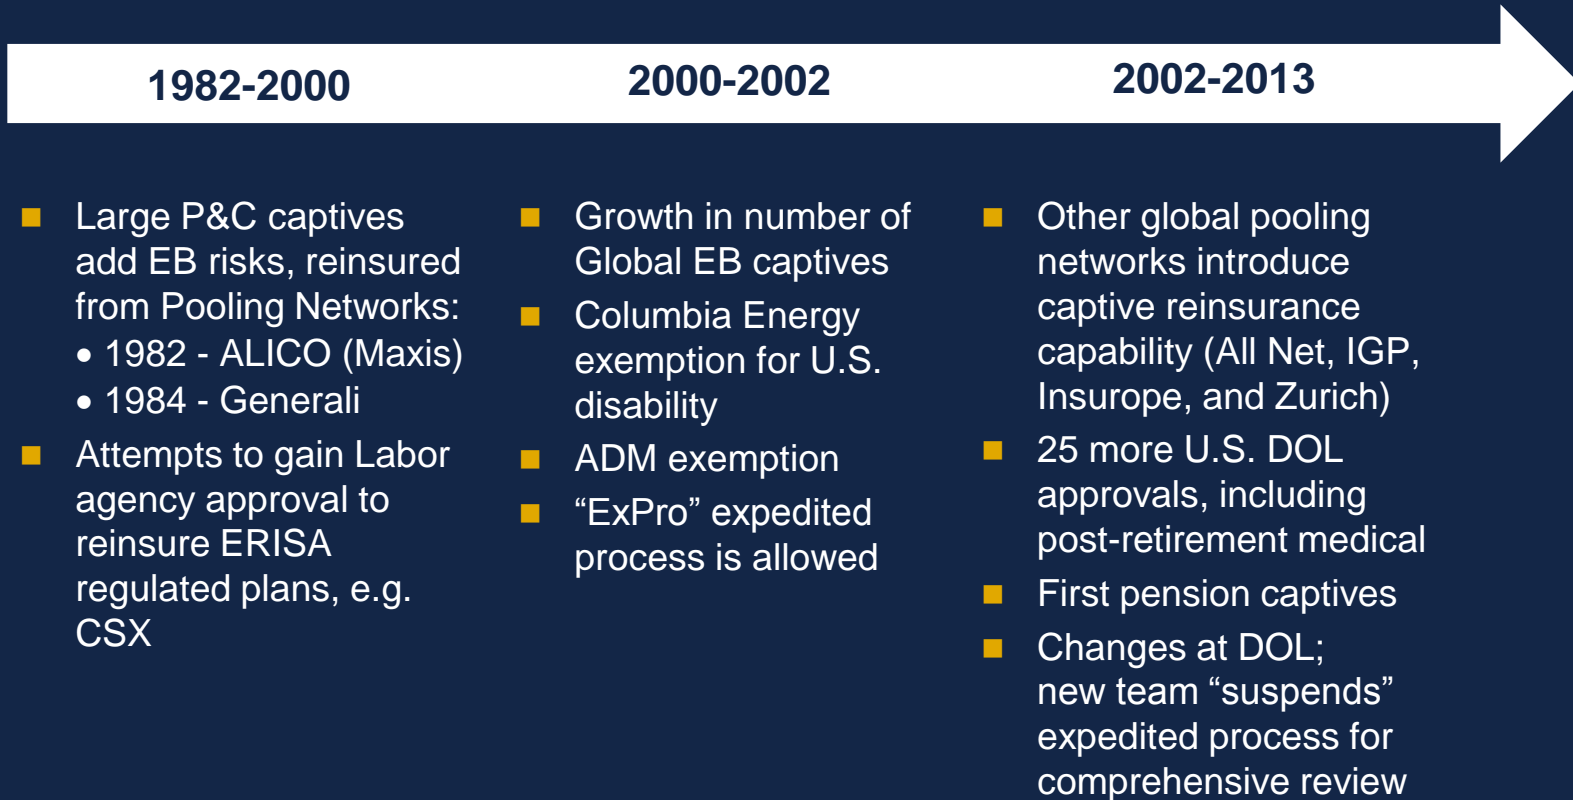 1982-2000
2000-2002
2002-2013
■ Large P&C captives
add EB risks, reinsured
from Pooling Networks:
• 1982 - ALICO (Maxis)
• 1984 - Generali
■ Attempts to gain Labor
agency approval to
reinsure ERISA
regulated plans, e.g.
CSX
■ Growth in number of
Global EB captives
■ Columbia Energy
exemption for U.S.
disability
■ ADM exemption
■ “ExPro” expedited
process is allowed
■ Other global pooling
networks introduce
captive reinsurance
capability (All Net, IGP,
Insurope, and Zurich)
■ 25 more U.S. DOL
approvals, including
post-retirement medical
■ First pension captives
■ Changes at DOL;
new team “suspends”
expedited process for
comprehensive review